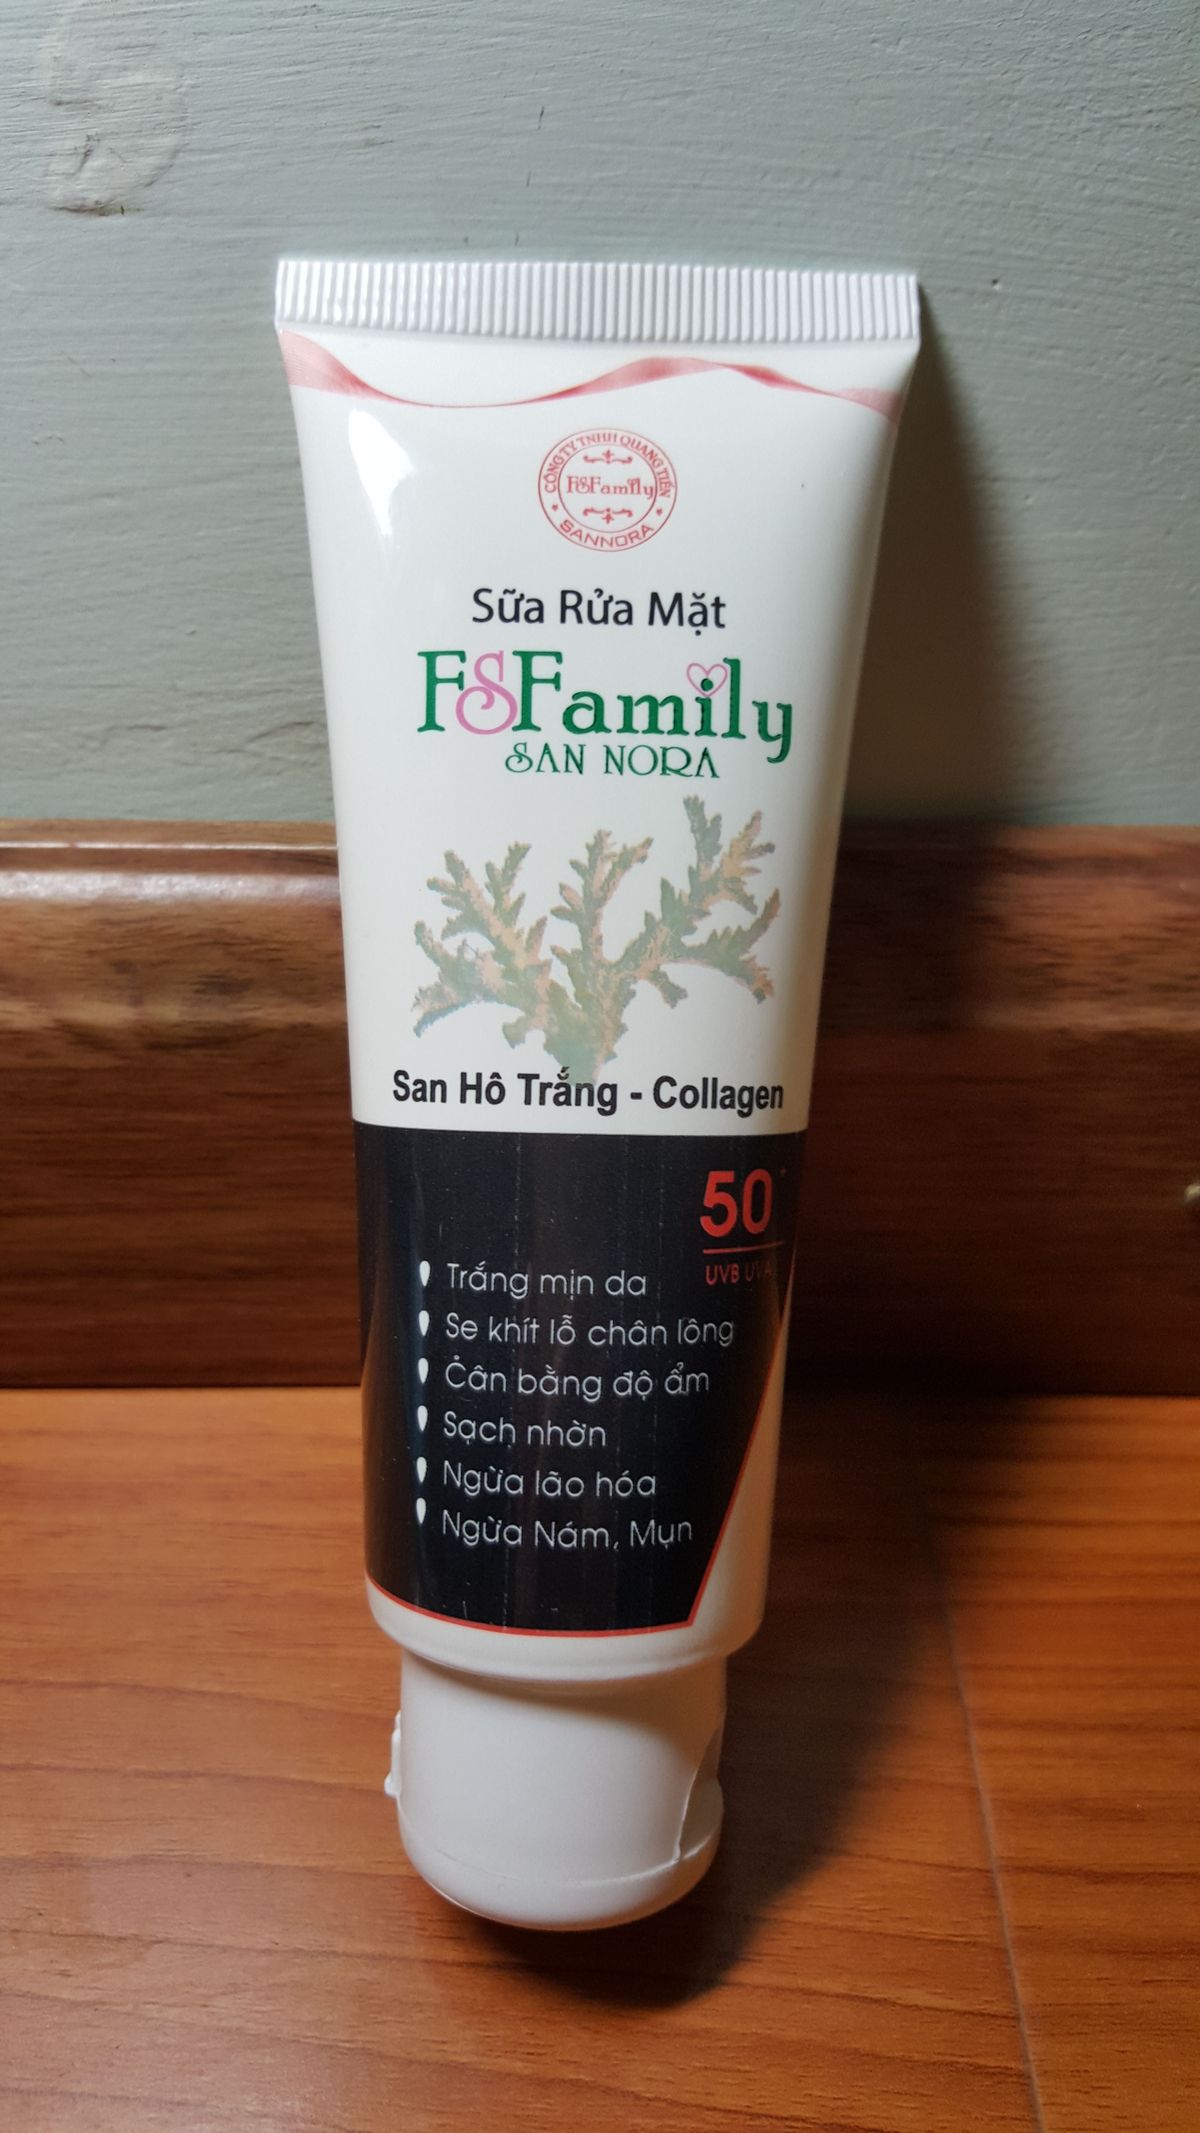 CÔNG TY TNHH QUANG TIẾN
FSFamily
SANNORA
Sữa Rửa Mặt
FSFamily
SAN NORA
San Hô Trắng - Collagen
50+
UVB UVA
Trắng mịn da
Se khít lỗ chân lông
Cân bằng độ ẩm
Sạch nhờn
Ngừa lão hóa
Ngừa Nám, Mụn